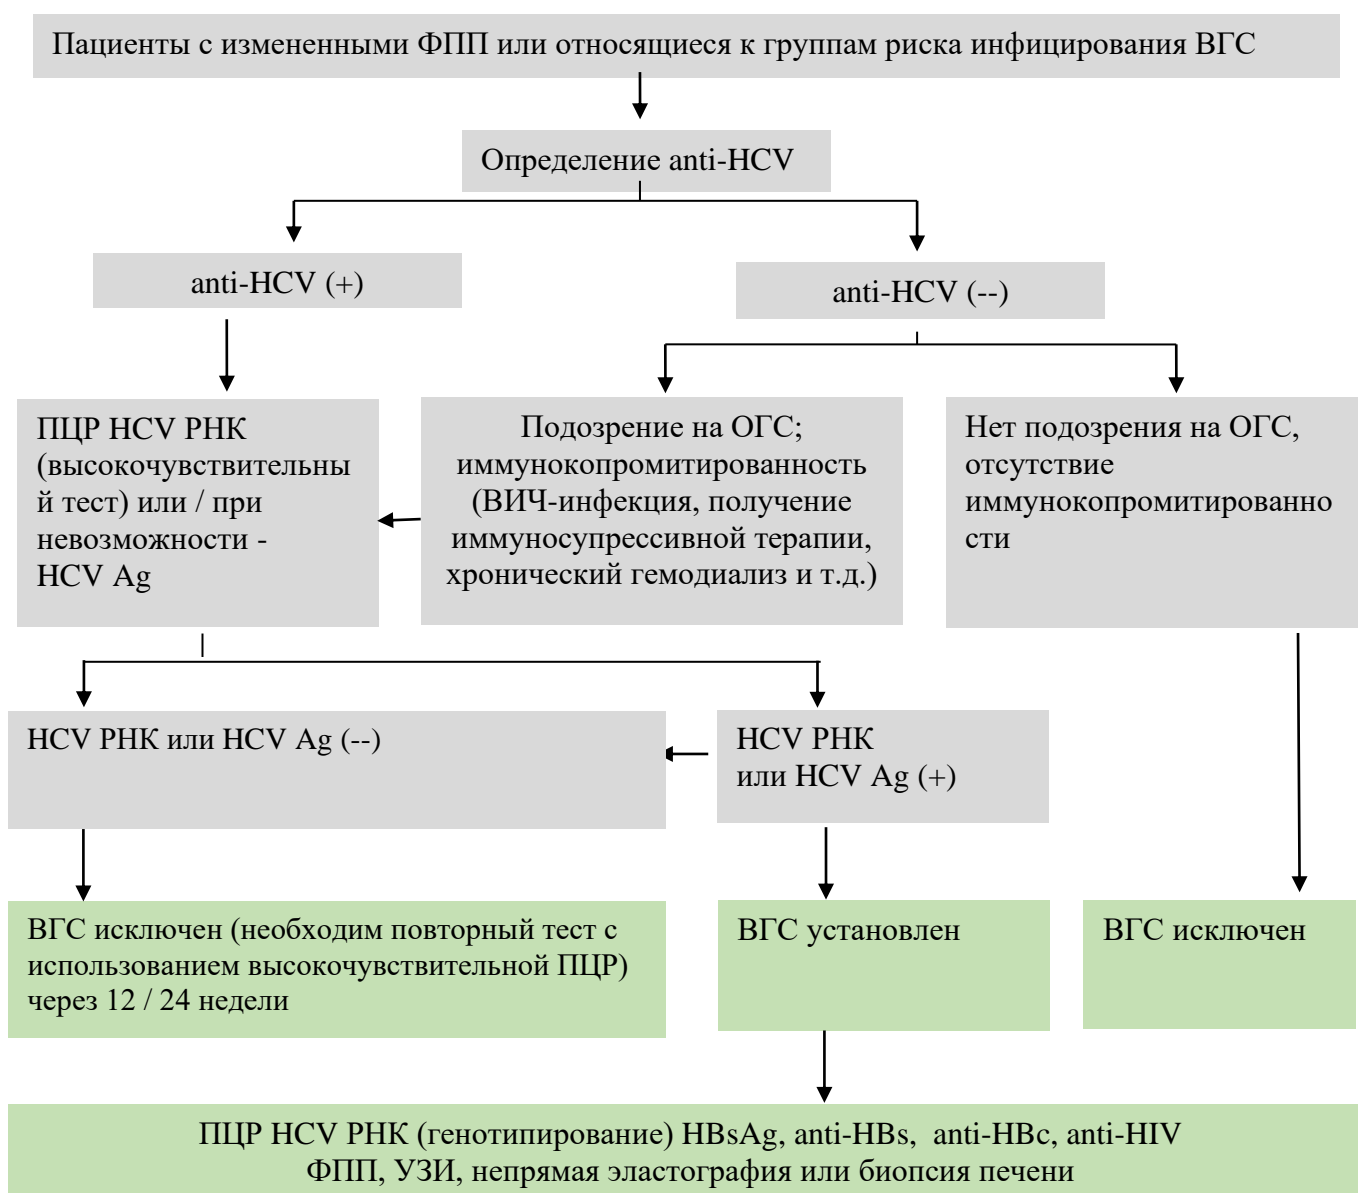 Пациенты с измененными ФПП или относящиеся к группам риска инфицирования ВГС
Определение anti-HCV
anti-HCV (+)
anti-HCV (--)
ПЦР HCV РНК
(высокочувствительны
й тест) или / при
невозможности -
HCV Ag
Подозрение на ОГС;
иммунокопромитированность
(ВИЧ-инфекция, получение
иммуносупрессивной терапии,
хронический гемодиализ и т.д.)
Нет подозрения на ОГС,
отсутствие
иммунокопромитированно
сти
HCV РНК или HCV Ag (--)
HCV РНК
или HCV Ag (+)
ВГС исключен (необходим повторный тест с
использованием высокочувствительной ПЦР)
через 12 / 24 недели
ВГС установлен
ВГС исключен
ПЦР HCV РНК (генотипирование) HBsAg, anti-HBs, anti-HBc, anti-HIV
ФПП, УЗИ, непрямая эластография или биопсия печени